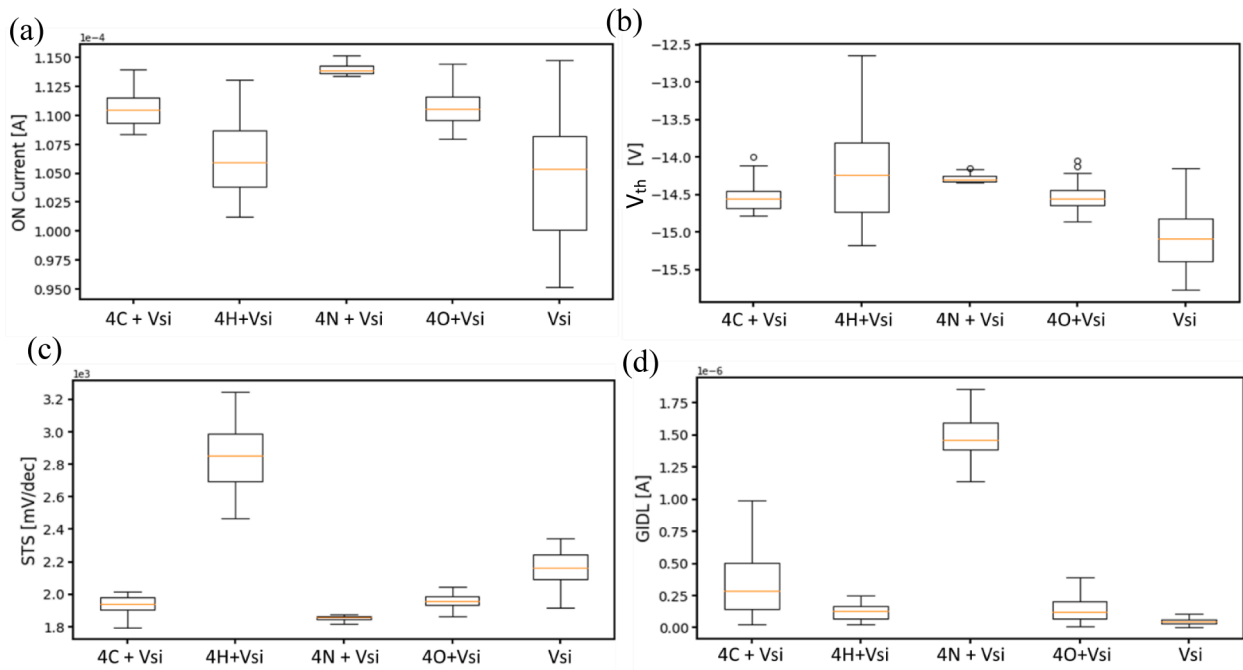 (a)
1e−4
ON Current [A]
1.150
1.125
1.100
1.075
1.050
1.025
1.000
0.975
0.950
4C + Vsi
4H+Vsi
4N + Vsi
4O+Vsi
Vsi
(b)
Vth [V]
−12.5
−13.0
−13.5
−14.0
−14.5
−15.0
−15.5
4C + Vsi
4H+Vsi
4N + Vsi
4O+Vsi
Vsi
(c)
1e3
STS [mV/dec]
3.2
3.0
2.8
2.6
2.4
2.2
2.0
1.8
4C + Vsi
4H+Vsi
4N + Vsi
4O+Vsi
Vsi
(d)
1e−6
GIDL [A]
1.75
1.50
1.25
1.00
0.75
0.50
0.25
0.00
4C + Vsi
4H+Vsi
4N + Vsi
4O+Vsi
Vsi